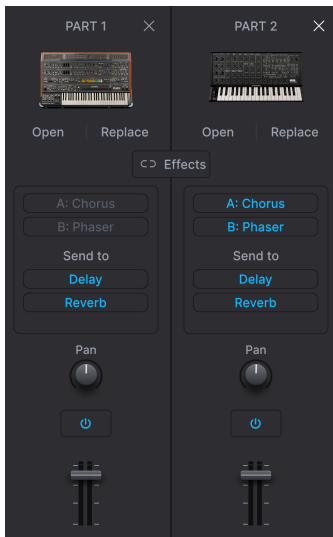 PART 1
PART 2
Open
Replace
Open
Replace
Effects
A: Chorus
B: Phaser
Send to
Delay
Reverb
A: Chorus
B: Phaser
Send to
Delay
Reverb
Pan
Pan